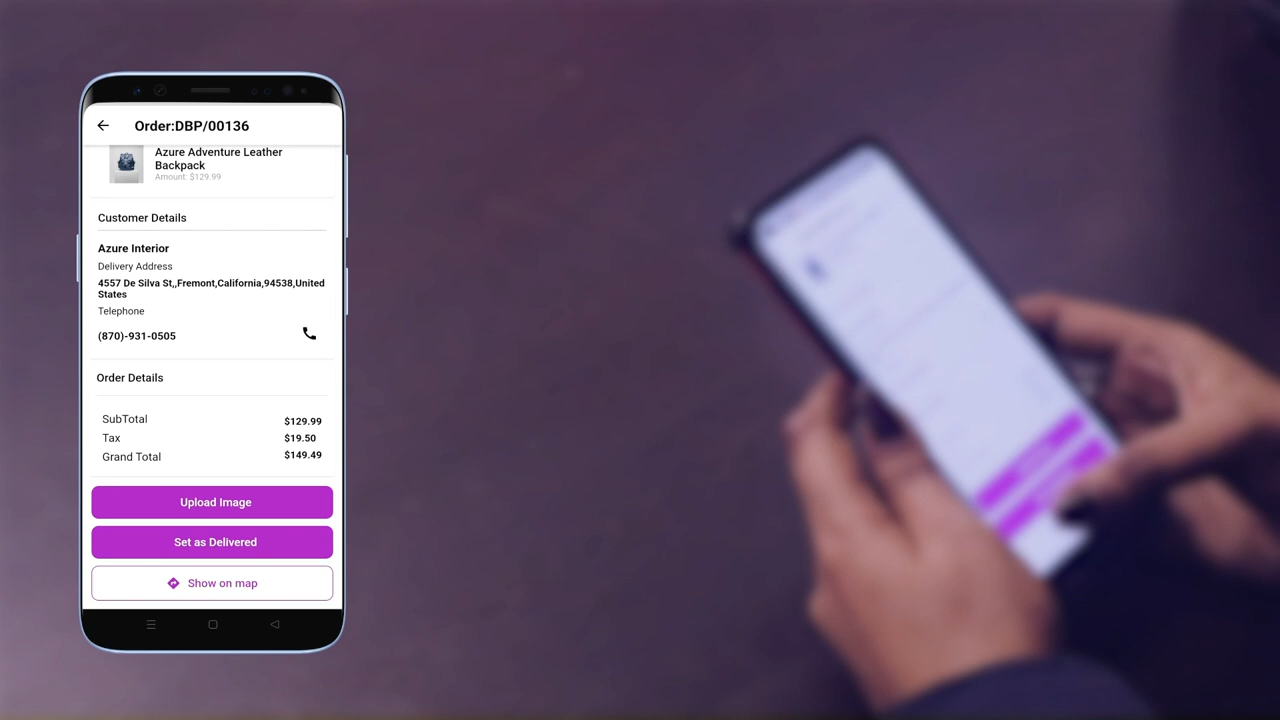 Order:DBP/00136
Azure Adventure Leather
Backpack
Amount: $129.99
Customer Details
Azure Interior
Delivery Address
4557 De Silva St,,Fremont,California,94538,United
States
Telephone
(870)-931-0505
Order Details
SubTotal $129.99
Tax $19.50
Grand Total $149.49
Upload Image
Set as Delivered
Show on map